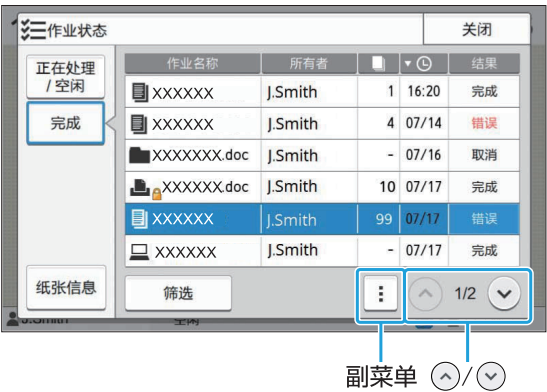 作业状态
关闭
正在处理
/ 空闲
完成
纸张信息
作业名称 所有者 结果
XXXXXX J.Smith 1 16:20 完成
XXXXXX J.Smith 4 07/14 错误
XXXXXXX.doc J.Smith - 07/16 取消
XXXXXX.doc J.Smith 10 07/17 完成
XXXXXX J.Smith 99 07/17 错误
XXXXXX J.Smith - 07/17 完成
筛选
1/2
J.Smith 空闲
副菜单 /